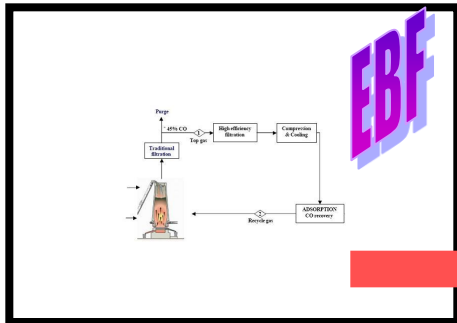 EBF
Purge
~ 45% CO
1
Top gas
High efficiency
filtration
Compression
& Cooling
Traditional
filtration
ADSORPTION
CO recovery
2
Recycle gas